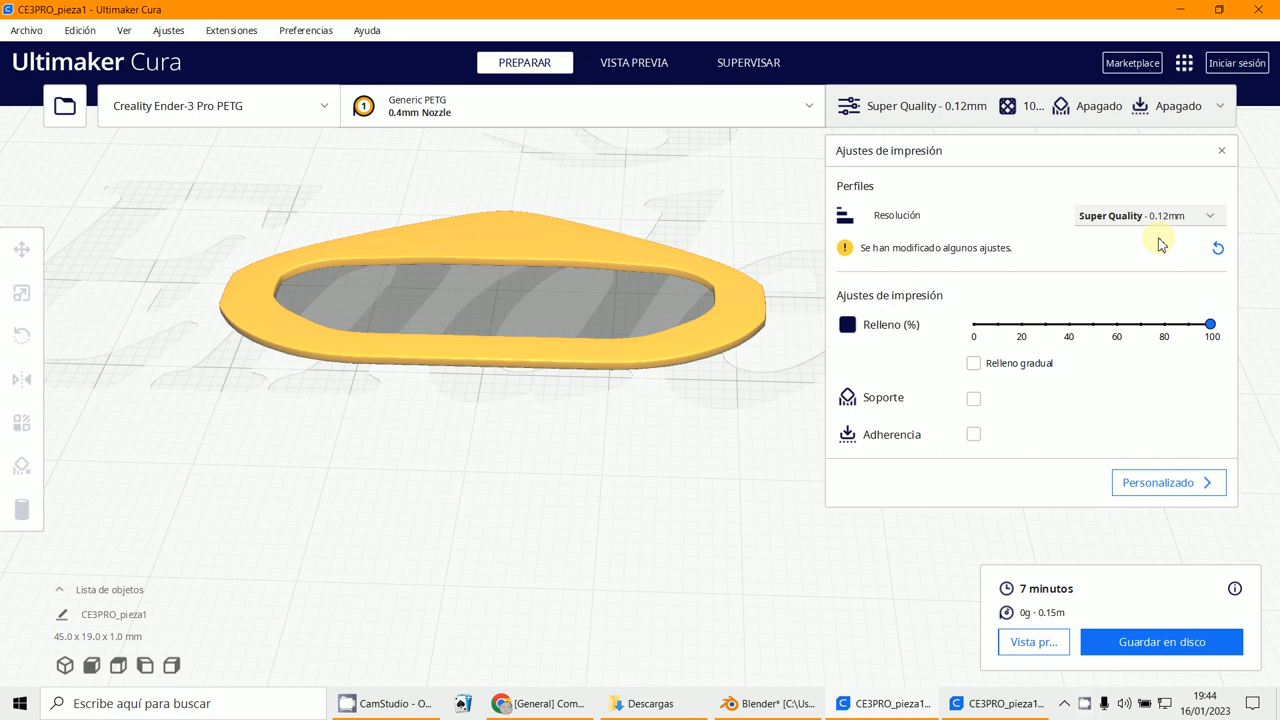 CE3PRO_pieza1 - Ultimaker Cura
Archivo Edición Ver Ajustes Extensiones Preferencias Ayuda
Ultimaker Cura
PREPARAR VISTA PREVIA SUPERVISAR
Marketplace Iniciar sesión
Creality Ender-3 Pro PETG
1
Generic PETG
0.4mm Nozzle
Super Quality - 0.12mm 10... Apagado Apagado
Ajustes de impresión
Perfiles
Resolución Super Quality - 0.12mm
Se han modificado algunos ajustes.
Ajustes de impresión
Relleno (%)
0 20 40 60 80 100
Relleno gradual
Soporte
Adherencia
Personalizado
Lista de objetos
CE3PRO_pieza1
45.0 x 19.0 x 1.0 mm
7 minutos
0g · 0.15m
Vista pr... Guardar en disco
Escribe aquí para buscar
CamStudio - O...
[General] Com...
Descargas
Blender* [C:\Us...
CE3PRO_pieza1...
CE3PRO_pieza1...
19:44
16/01/2023